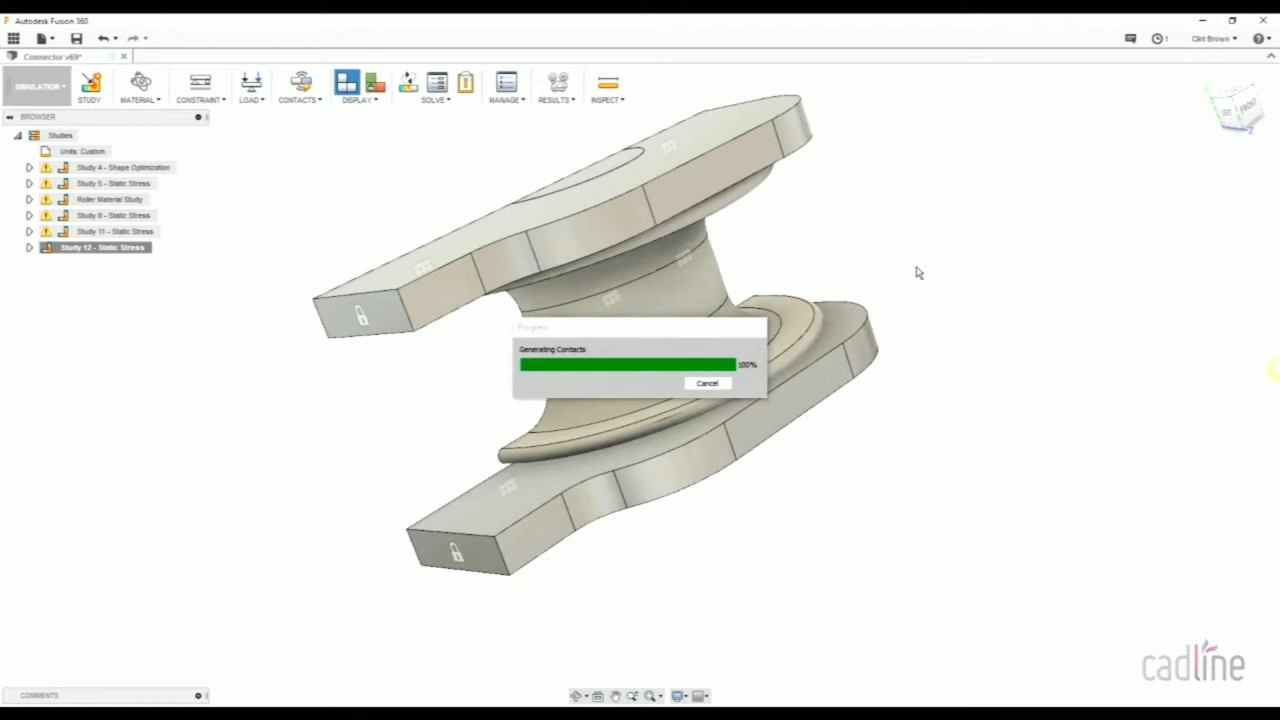 Autodesk Fusion 360
Clint Brown
Connector v69*
SIMULATION
STUDY
MATERIAL
CONSTRAINT
LOAD
CONTACTS
DISPLAY
SOLVE
MANAGE
RESULTS
INSPECT
BROWSER
Studies
Units: Custom
Study 4 - Shape Optimization
Study 5 - Static Stress
Roller Material Study
Study 8 - Static Stress
Study 11 - Static Stress
Study 12 - Static Stress
FRONT
Z
Progress
Generating Contacts
100%
Cancel
cadline
COMMENTS